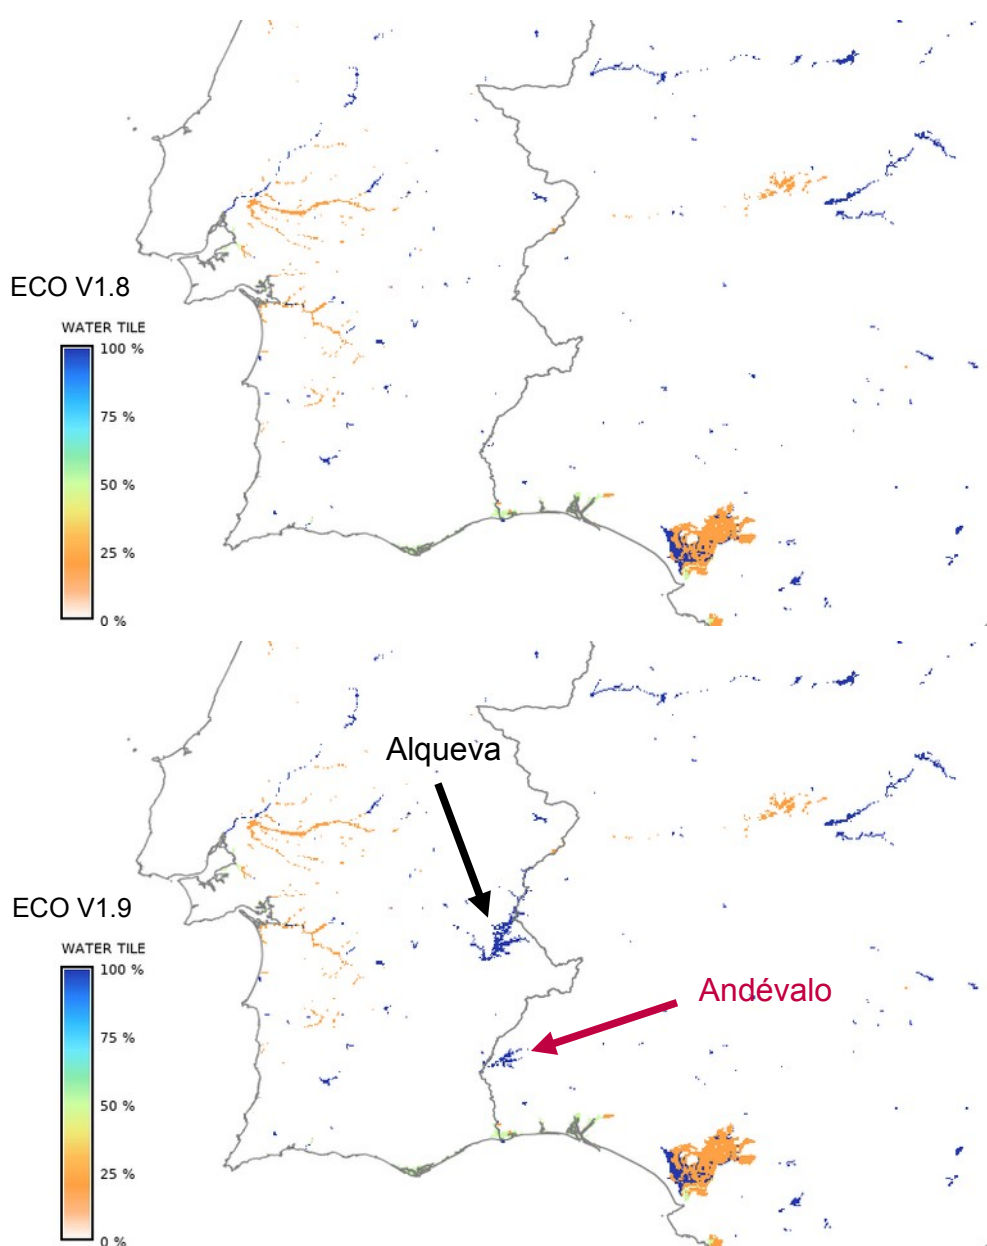 ECO V1.8
WATER TILE
100 %
75 %
50 %
25 %
0 %
Alqueva
ECO V1.9
WATER TILE
100 %
Andévalo
75 %
50 %
25 %
0 %